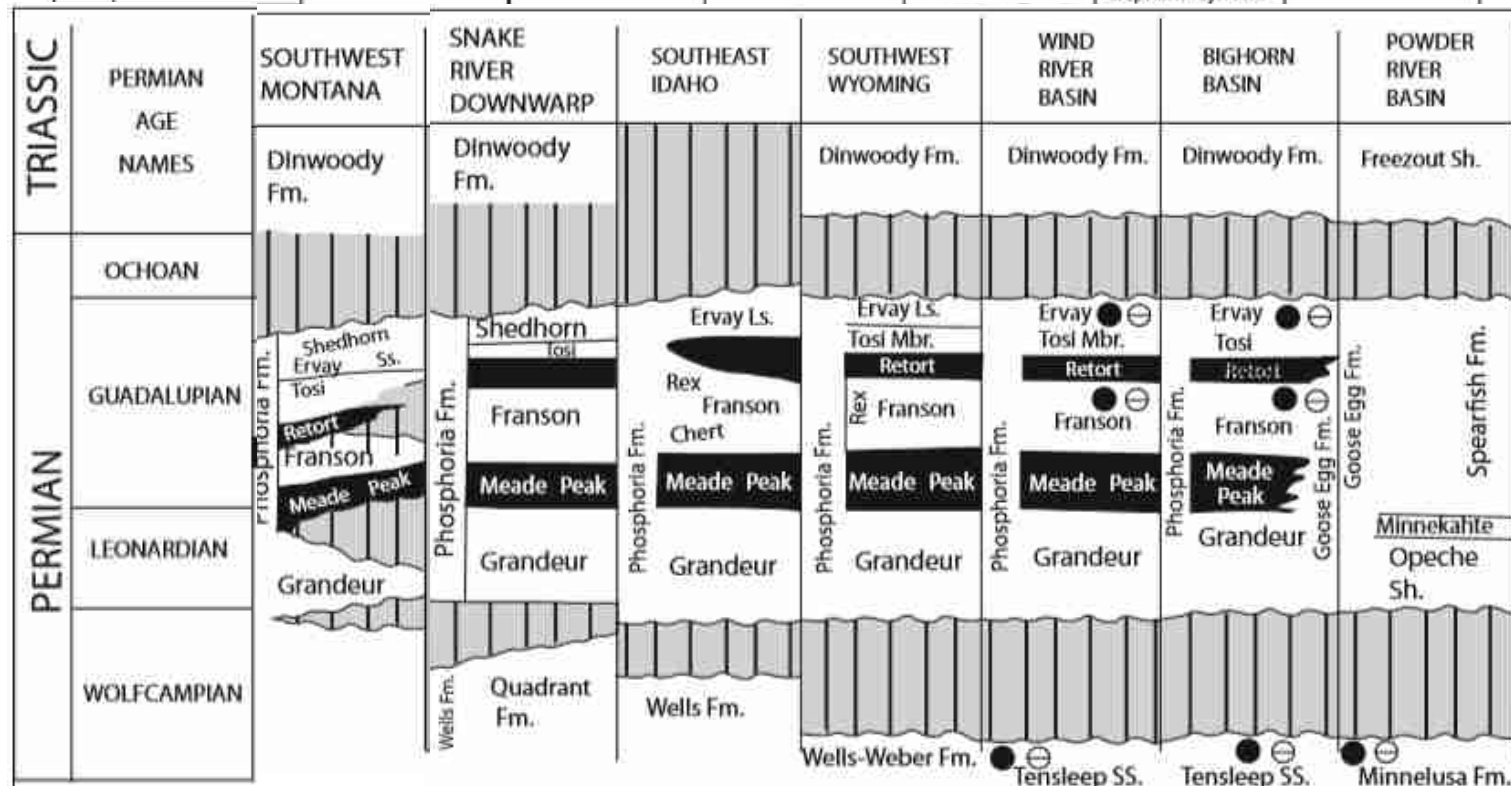 TRIASSIC
PERMIAN
PERMIAN
AGE
NAMES
OCHOAN
GUADALUPIAN
LEONARDIAN
WOLFCAMPIAN
SOUTHWEST
MONTANA
Dinwoody
Fm.
Phosphoria Fm.
Shedhorn
Ervay Ss.
Tosi
Retort
Franson
Meade Peak
Grandeur
SNAKE
RIVER
DOWNWARP
Dinwoody
Fm.
Phosphoria Fm.
Shedhorn
Tosi
Franson
Meade Peak
Grandeur
Wells Fm.
Quadrant
Fm.
SOUTHEAST
IDAHO
Phosphoria Fm.
Ervay Ls.
Rex
Franson
Chert
Meade Peak
Grandeur
Wells Fm.
SOUTHWEST
WYOMING
Dinwoody Fm.
Phosphoria Fm.
Ervay Ls.
Tosi Mbr.
Retort
Rex
Franson
Meade Peak
Grandeur
Wells-Weber Fm.
WIND
RIVER
BASIN
Dinwoody Fm.
Phosphoria Fm.
Ervay
Tosi Mbr.
Retort
Franson
Meade Peak
Grandeur
Tensleep SS.
BIGHORN
BASIN
Dinwoody Fm.
Phosphoria Fm.
Ervay
Tosi
Retort
Franson
Meade
Peak
Grandeur
Goose Egg Fm.
Tensleep SS.
POWDER
RIVER
BASIN
Freezout Sh.
Goose Egg Fm.
Spearfish Fm.
Minnekahte
Opeche
Sh.
Minnelusa Fm.